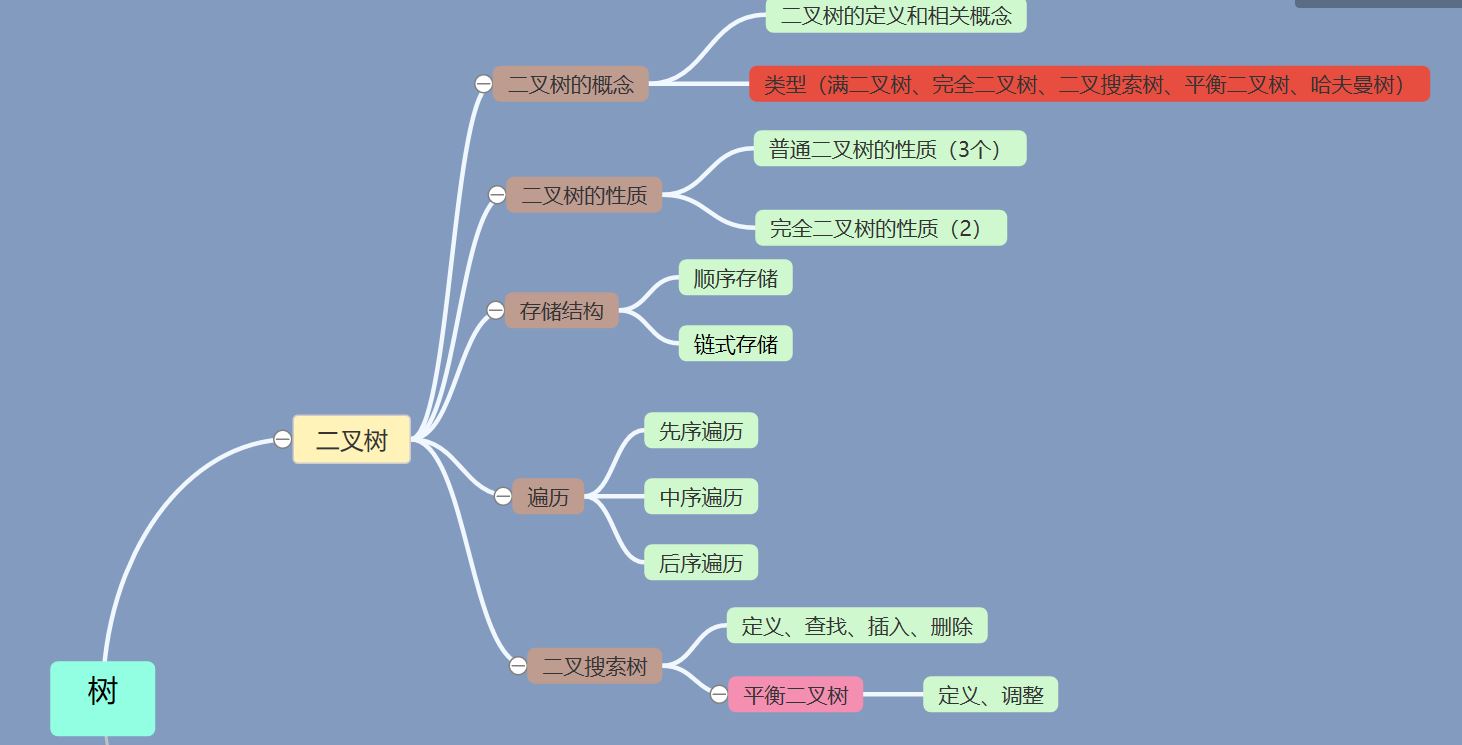 二叉树的定义和相关概念
二叉树的概念
类型（满二叉树、完全二叉树、二叉搜索树、平衡二叉树、哈夫曼树）
普通二叉树的性质（3个）
二叉树的性质
完全二叉树的性质（2）
顺序存储
存储结构
链式存储
二叉树
先序遍历
遍历
中序遍历
后序遍历
定义、查找、插入、删除
二叉搜索树
平衡二叉树
定义、调整
树